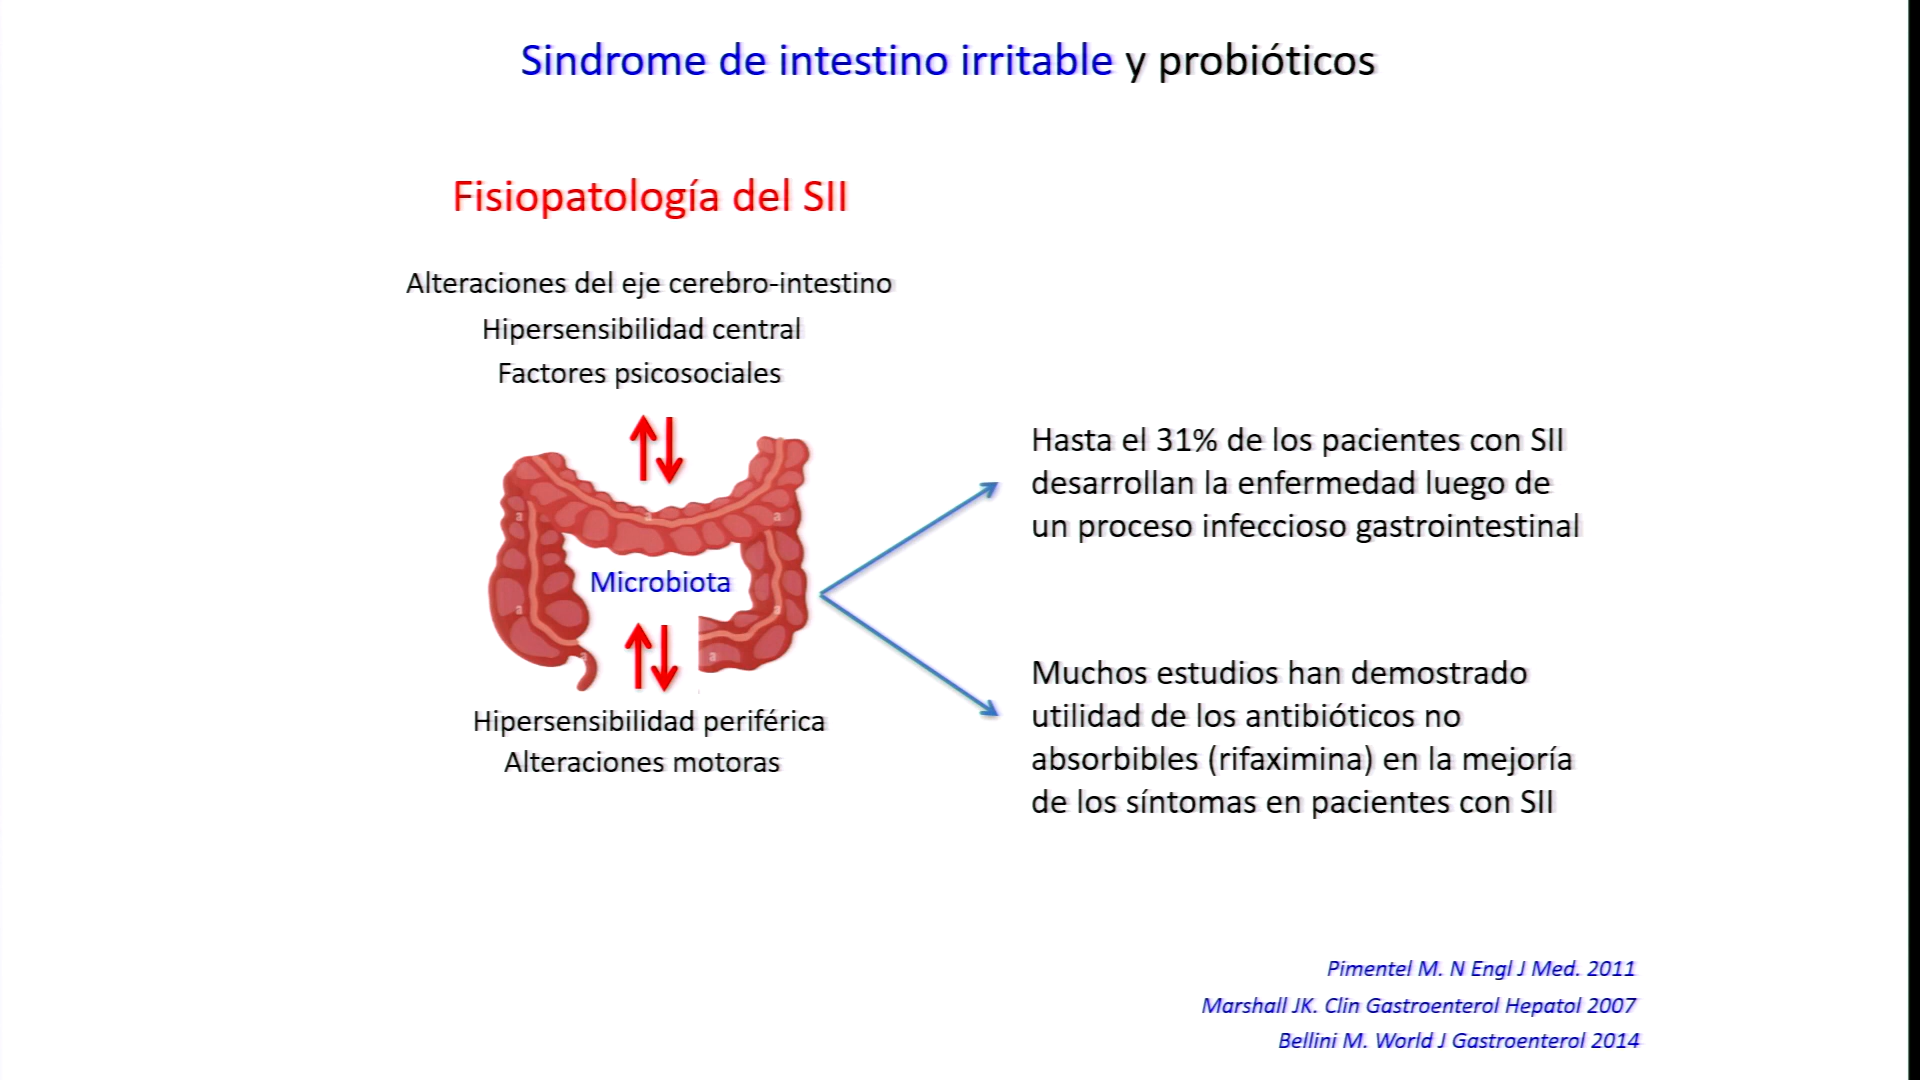 Sindrome de intestino irritable y probióticos
Fisiopatología del SII
Alteraciones del eje cerebro-intestino
Hipersensibilidad central
Factores psicosociales
Microbiota
Hipersensibilidad periférica
Alteraciones motoras
Hasta el 31% de los pacientes con SII
desarrollan la enfermedad luego de
un proceso infeccioso gastrointestinal
Muchos estudios han demostrado
utilidad de los antibióticos no
absorbibles (rifaximina) en la mejoría
de los síntomas en pacientes con SII
Pimentel M. N Engl J Med. 2011
Marshall JK. Clin Gastroenterol Hepatol 2007
Bellini M. World J Gastroenterol 2014